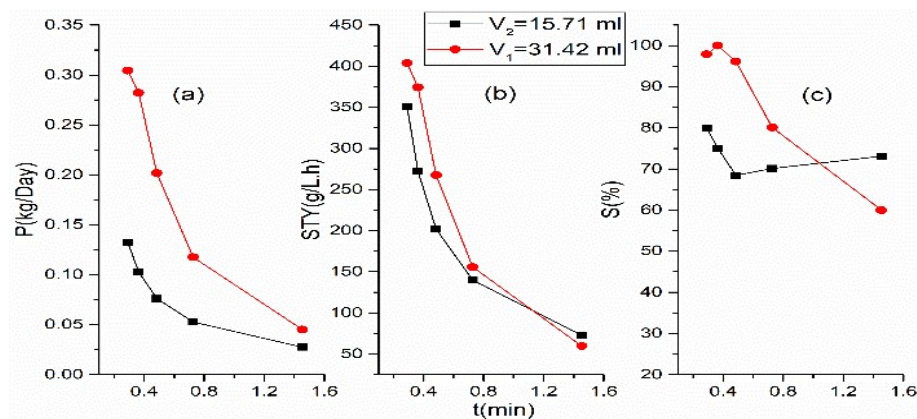 V₂=15.71 ml
V₁=31.42 ml
(a)
(b)
(c)
P(kg/Day)
0.35
0.30
0.25
0.20
0.15
0.10
0.05
0.00
0.4 0.8 1.2 1.6
STY(g/L.h)
450
400
350
300
250
200
150
100
50
0.4 0.8 1.2 1.6
S(%)
100
90
80
70
60
50
40
30
20
0.4 0.8 1.2 1.6
t(min)